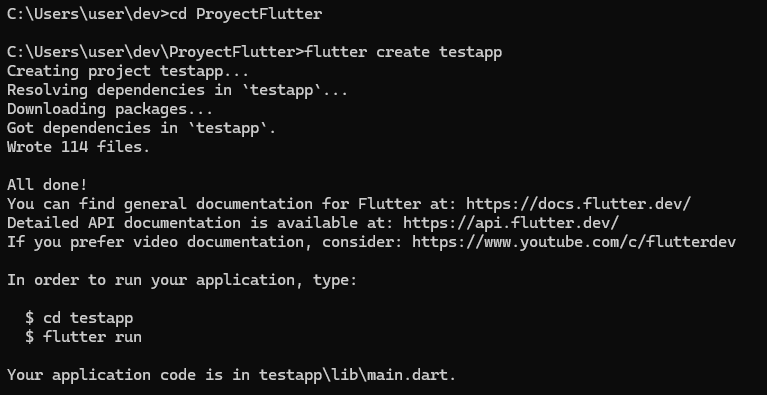 C:\Users\user\dev>cd ProyectFlutter
C:\Users\user\dev\ProyectFlutter>flutter create testapp
Creating project testapp...
Resolving dependencies in `testapp`...
Downloading packages...
Got dependencies in `testapp`.
Wrote 114 files.
All done!
You can find general documentation for Flutter at: https://docs.flutter.dev/
Detailed API documentation is available at: https://api.flutter.dev/
If you prefer video documentation, consider: https://www.youtube.com/c/flutterdev
In order to run your application, type:
$ cd testapp
$ flutter run
Your application code is in testapp\lib\main.dart.